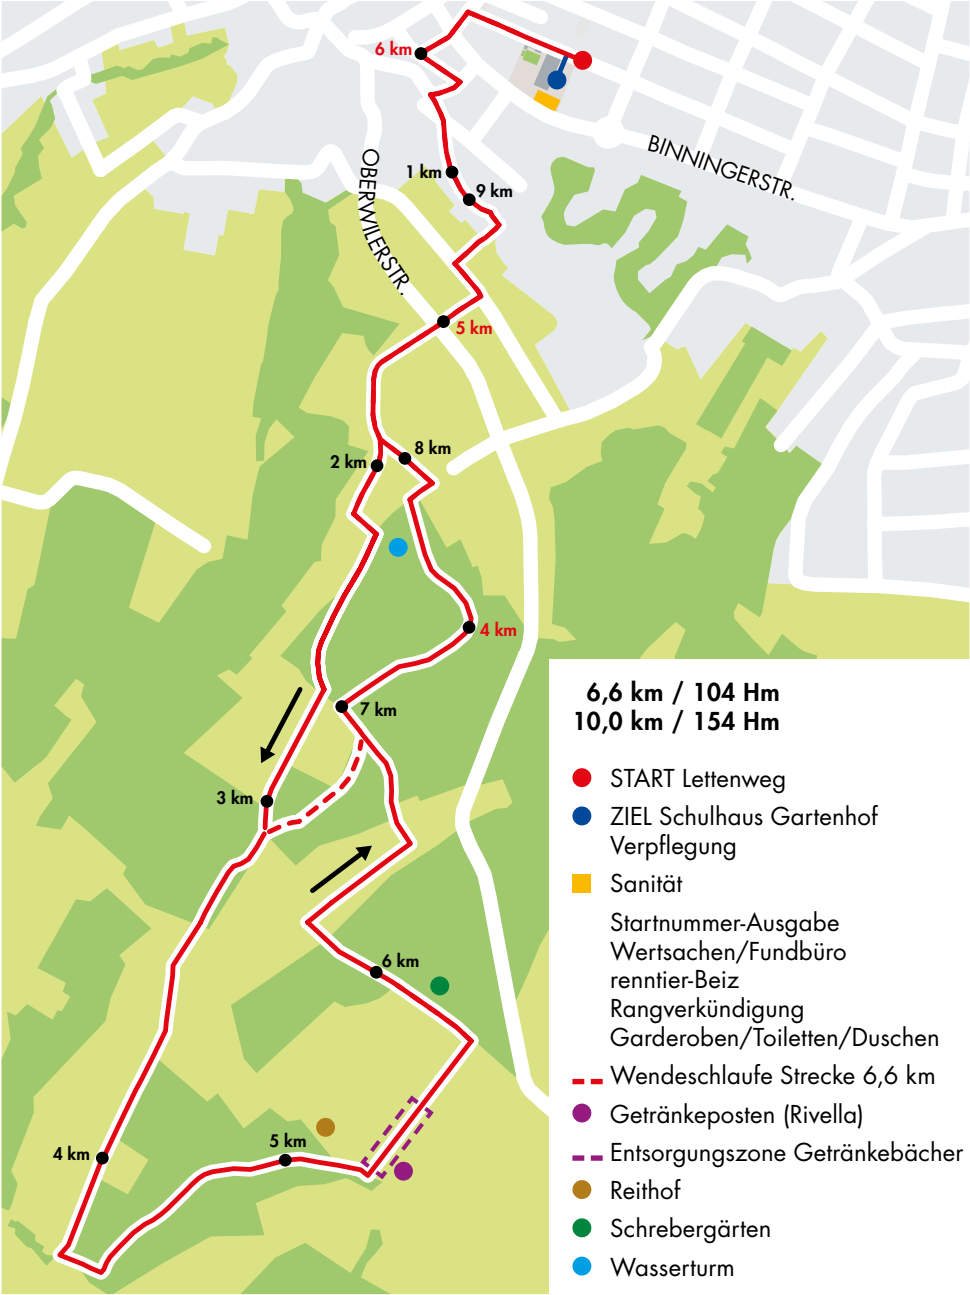 6 km
BINNINGERSTR.
OBERWILERSTR.
1 km
9 km
5 km
8 km
2 km
4 km
7 km
3 km
6 km
5 km
4 km
6,6 km / 104 Hm
10,0 km / 154 Hm
START Lettenweg
ZIEL Schulhaus Gartenhof
Verpflegung
Sanität
Startnummer-Ausgabe
Wertsachen/Fundbüro
renntier-Beiz
Rangverkündigung
Garderoben/Toiletten/Duschen
Wendeschlaufe Strecke 6,6 km
Getränkeposten (Rivella)
Entsorgungszone Getränkebächer
Reithof
Schrebergärten
Wasserturm